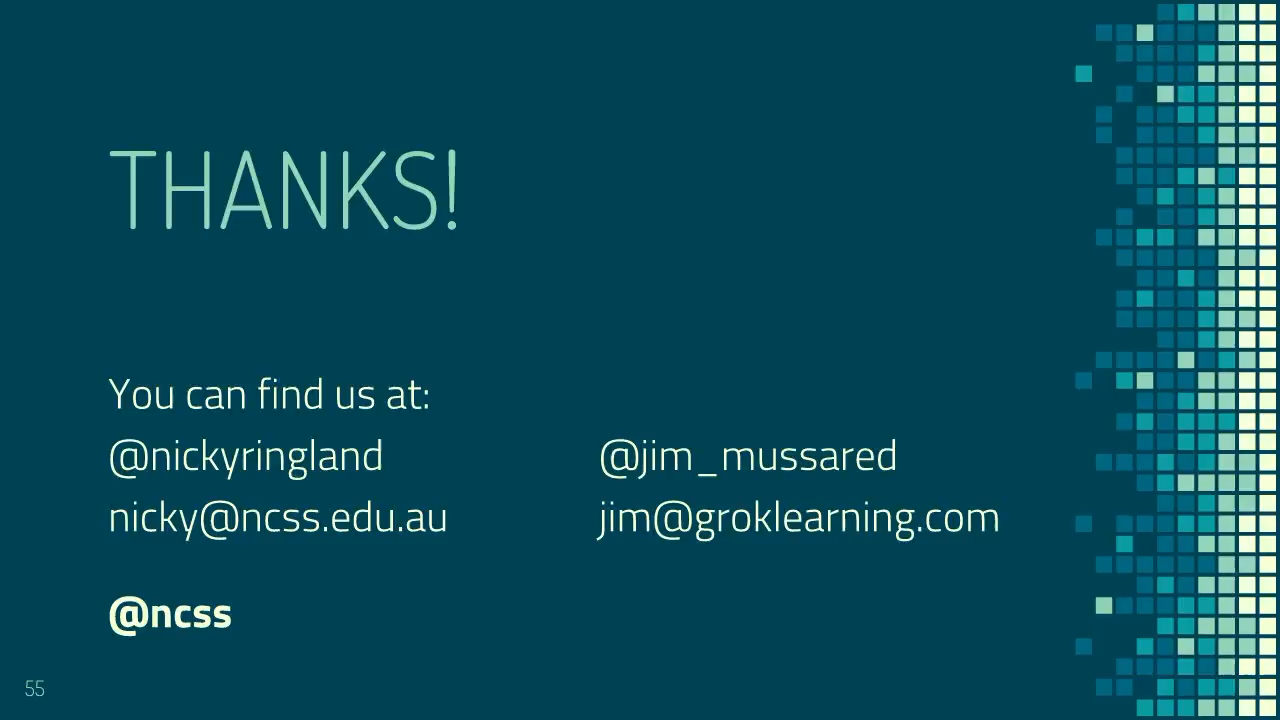 THANKS!
You can find us at:
@nickyringland @jim_mussared
nicky@ncss.edu.au jim@groklearning.com
@ncss
55